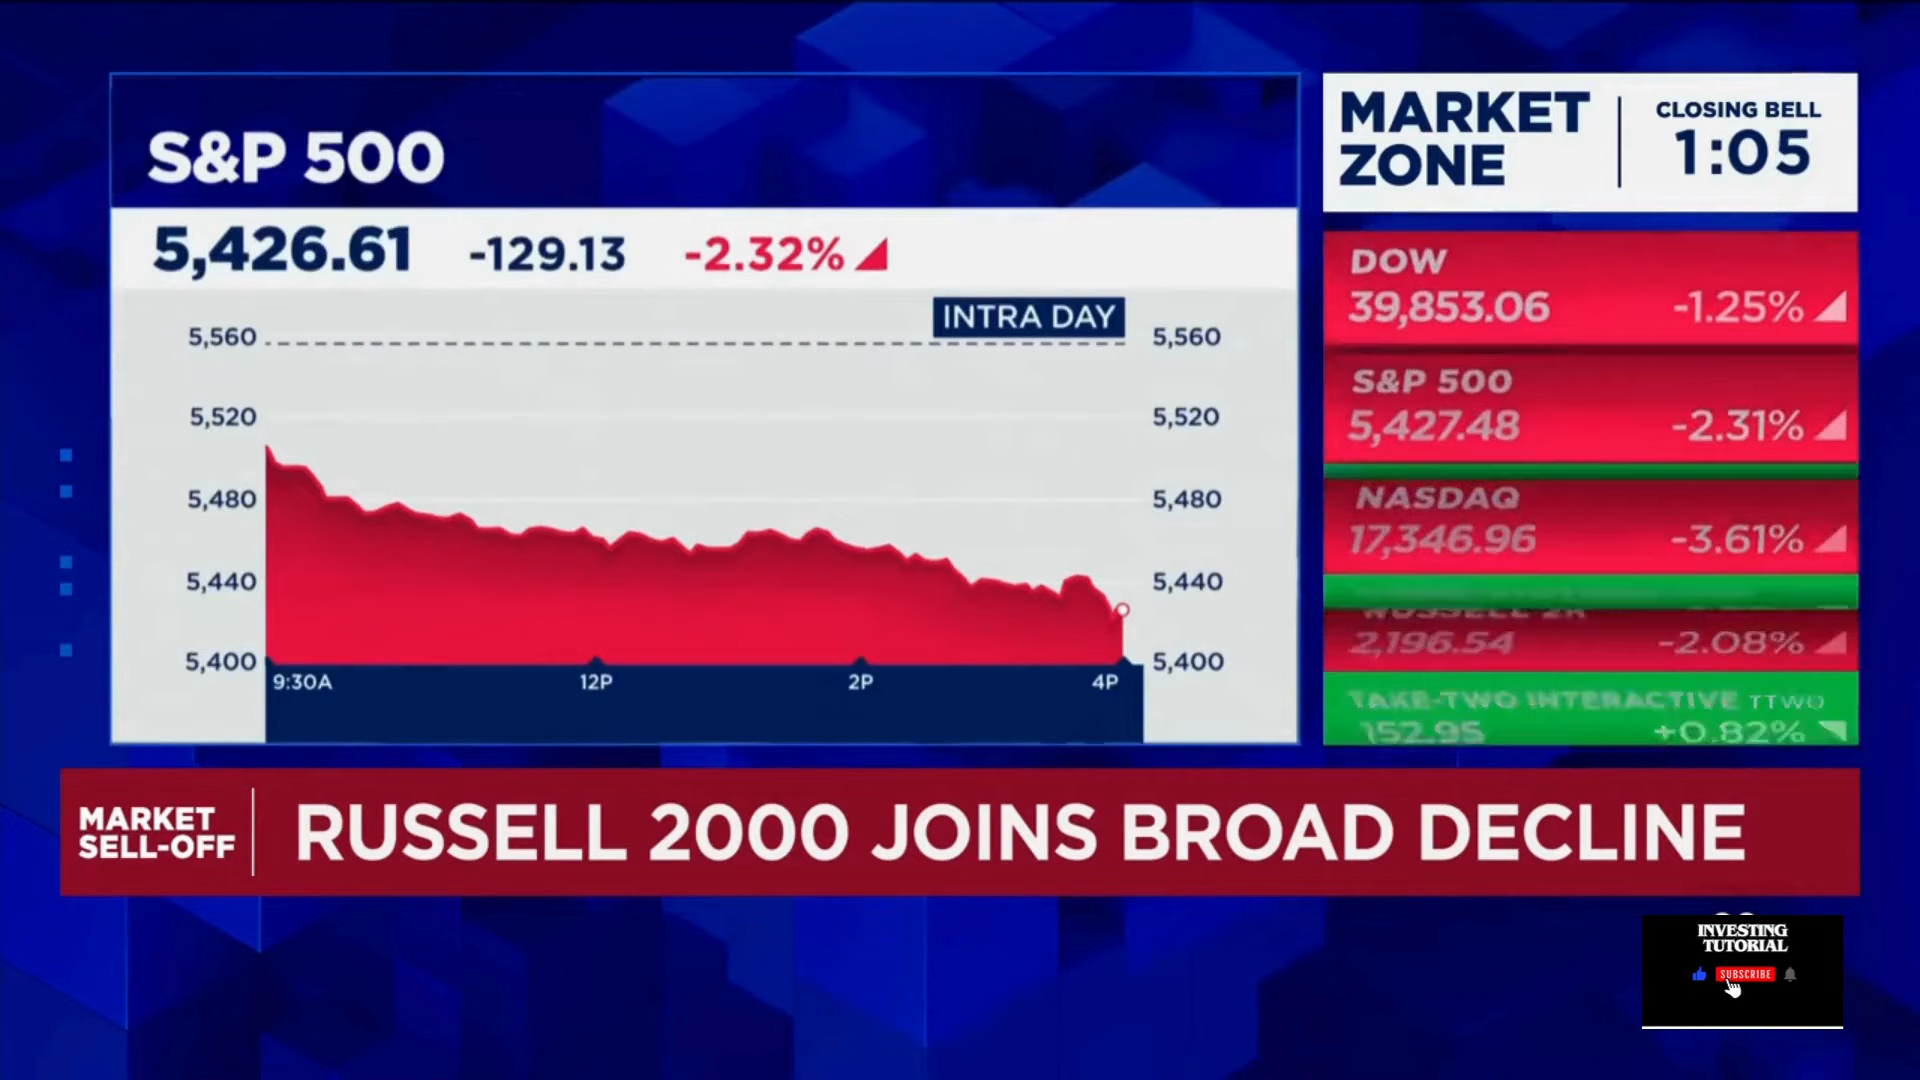 S&P 500
5,426.61 -129.13 -2.32%
INTRA DAY
5,560 5,560
5,520 5,520
5,480 5,480
5,440 5,440
5,400 5,400
9:30A 12P 2P 4P
MARKET
ZONE
CLOSING BELL
1:05
DOW
39,853.06 -1.25%
S&P 500
5,427.48 -2.31%
NASDAQ
17,346.96 -3.61%
RUSSELL 2K
2,196.54 -2.08%
TAKE-TWO INTERACTIVE TTWO
152.95 +0.82%
MARKET
SELL-OFF
RUSSELL 2000 JOINS BROAD DECLINE
INVESTING
TUTORIAL
SUBSCRIBE